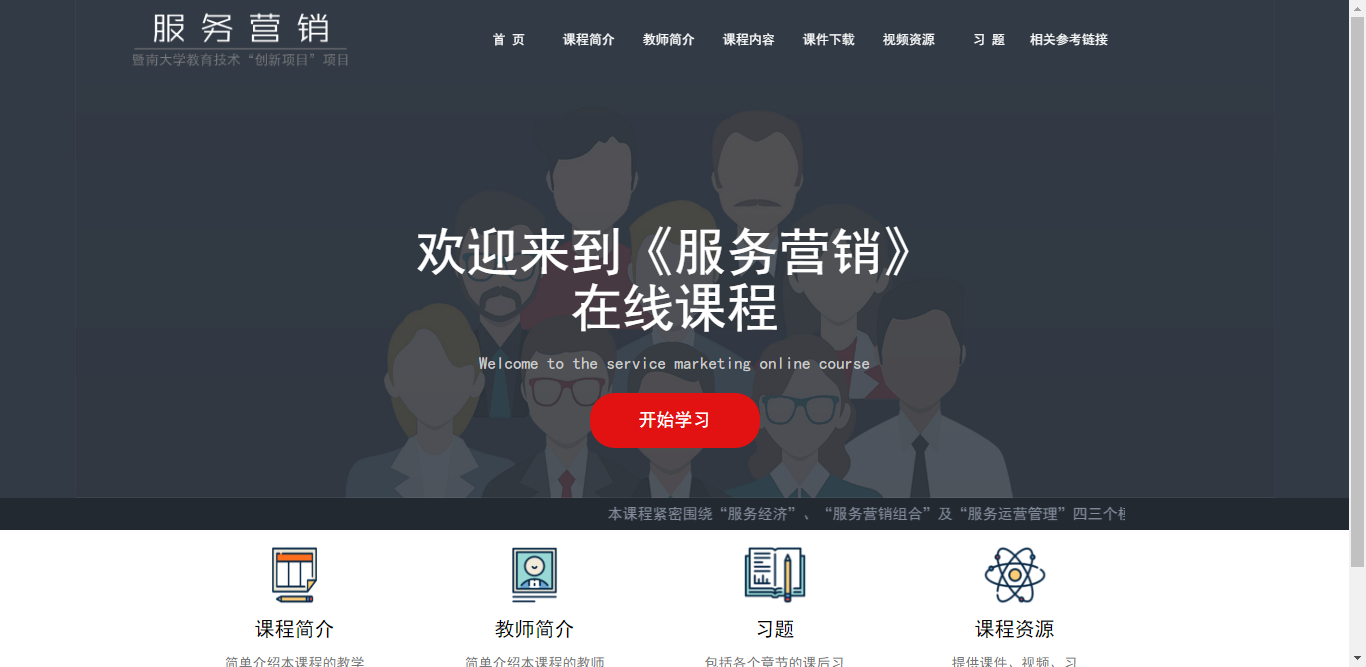 服务营销
暨南大学教育技术“创新项目”项目
首 页 课程简介 教师简介 课程内容 课件下载 视频资源 习 题 相关参考链接
欢迎来到《服务营销》
在线课程
Welcome to the service marketing online course
开始学习
本课程紧密围绕“服务经济”、“服务营销组合”及“服务运营管理”四三个
课程简介 教师简介 习题 课程资源
简单介绍本课程的教学 简单介绍本课程的教师 包括各个章节的课后习 提供课件、视频、习